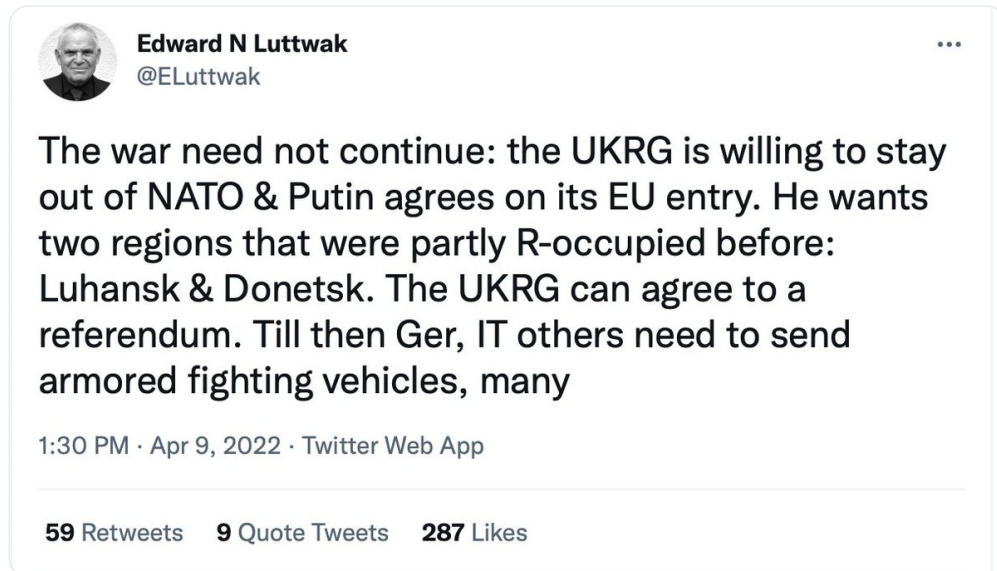 Edward N Luttwak
@ELuttwak
The war need not continue: the UKRG is willing to stay
out of NATO & Putin agrees on its EU entry. He wants
two regions that were partly R-occupied before:
Luhansk & Donetsk. The UKRG can agree to a
referendum. Till then Ger, IT others need to send
armored fighting vehicles, many
1:30 PM · Apr 9, 2022 · Twitter Web App
59 Retweets 9 Quote Tweets 287 Likes